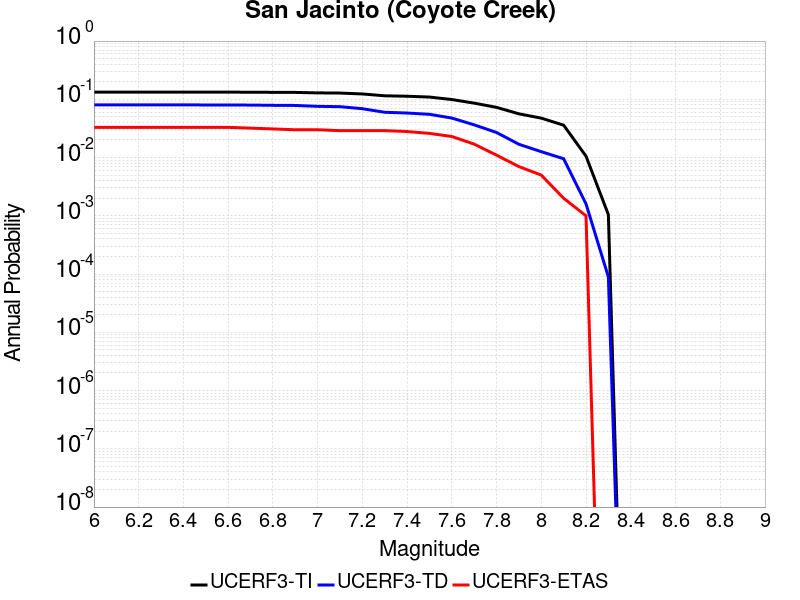 San Jacinto (Coyote Creek)
10^0
10^-1
10^-2
10^-3
10^-4
10^-5
10^-6
10^-7
10^-8
Annual Probability
6 6.2 6.4 6.6 6.8 7 7.2 7.4 7.6 7.8 8 8.2 8.4 8.6 8.8 9
Magnitude
UCERF3-TI UCERF3-TD UCERF3-ETAS